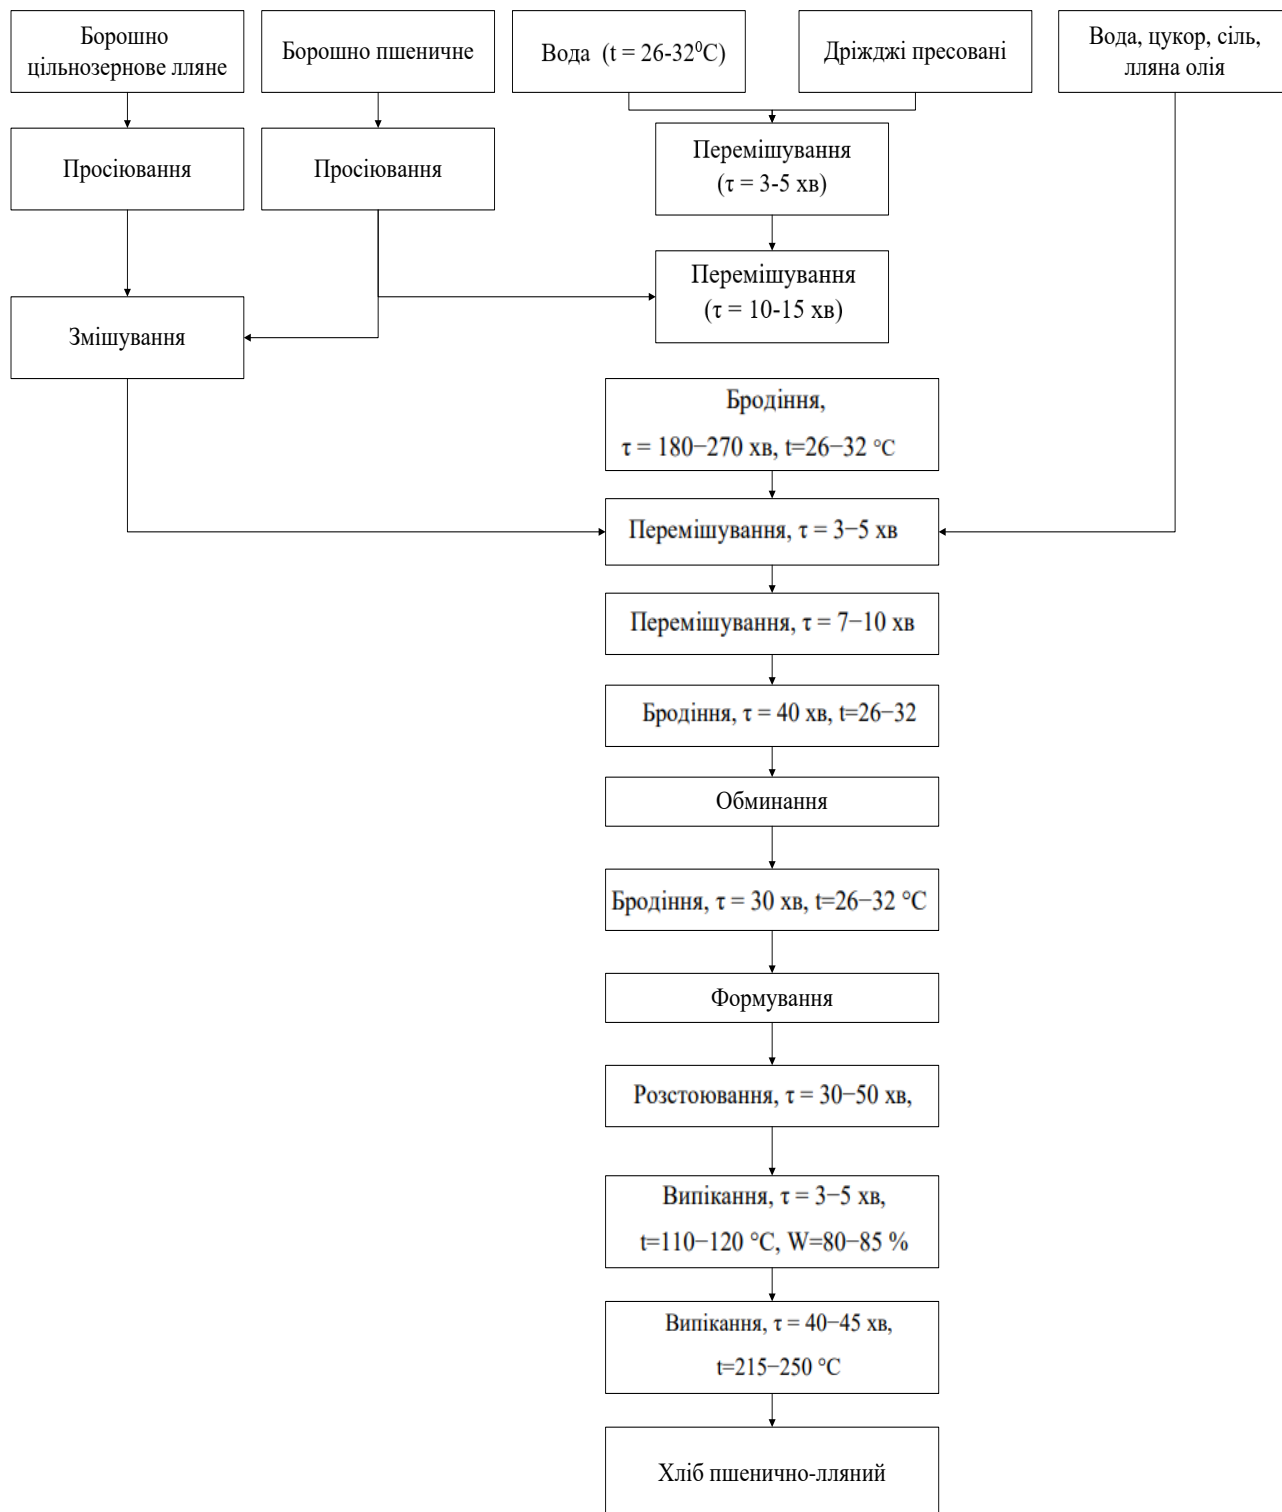 Борошно
цільнозернове лляне
Борошно пшеничне
Вода (t = 26-32⁰С)
Дріжджі пресовані
Вода, цукор, сіль,
лляна олія
Просіювання
Просіювання
Перемішування
(τ = 3-5 хв)
Перемішування
(τ = 10-15 хв)
Змішування
Бродіння,
τ = 180−270 хв, t=26−32 °С
Перемішування, τ = 3−5 хв
Перемішування, τ = 7−10 хв
Бродіння, τ = 40 хв, t=26−32
Обминання
Бродіння, τ = 30 хв, t=26−32 °С
Формування
Розстоювання, τ = 30−50 хв,
Випікання, τ = 3−5 хв,
t=110−120 °С, W=80−85 %
Випікання, τ = 40−45 хв,
t=215−250 °С
Хліб пшенично-лляний